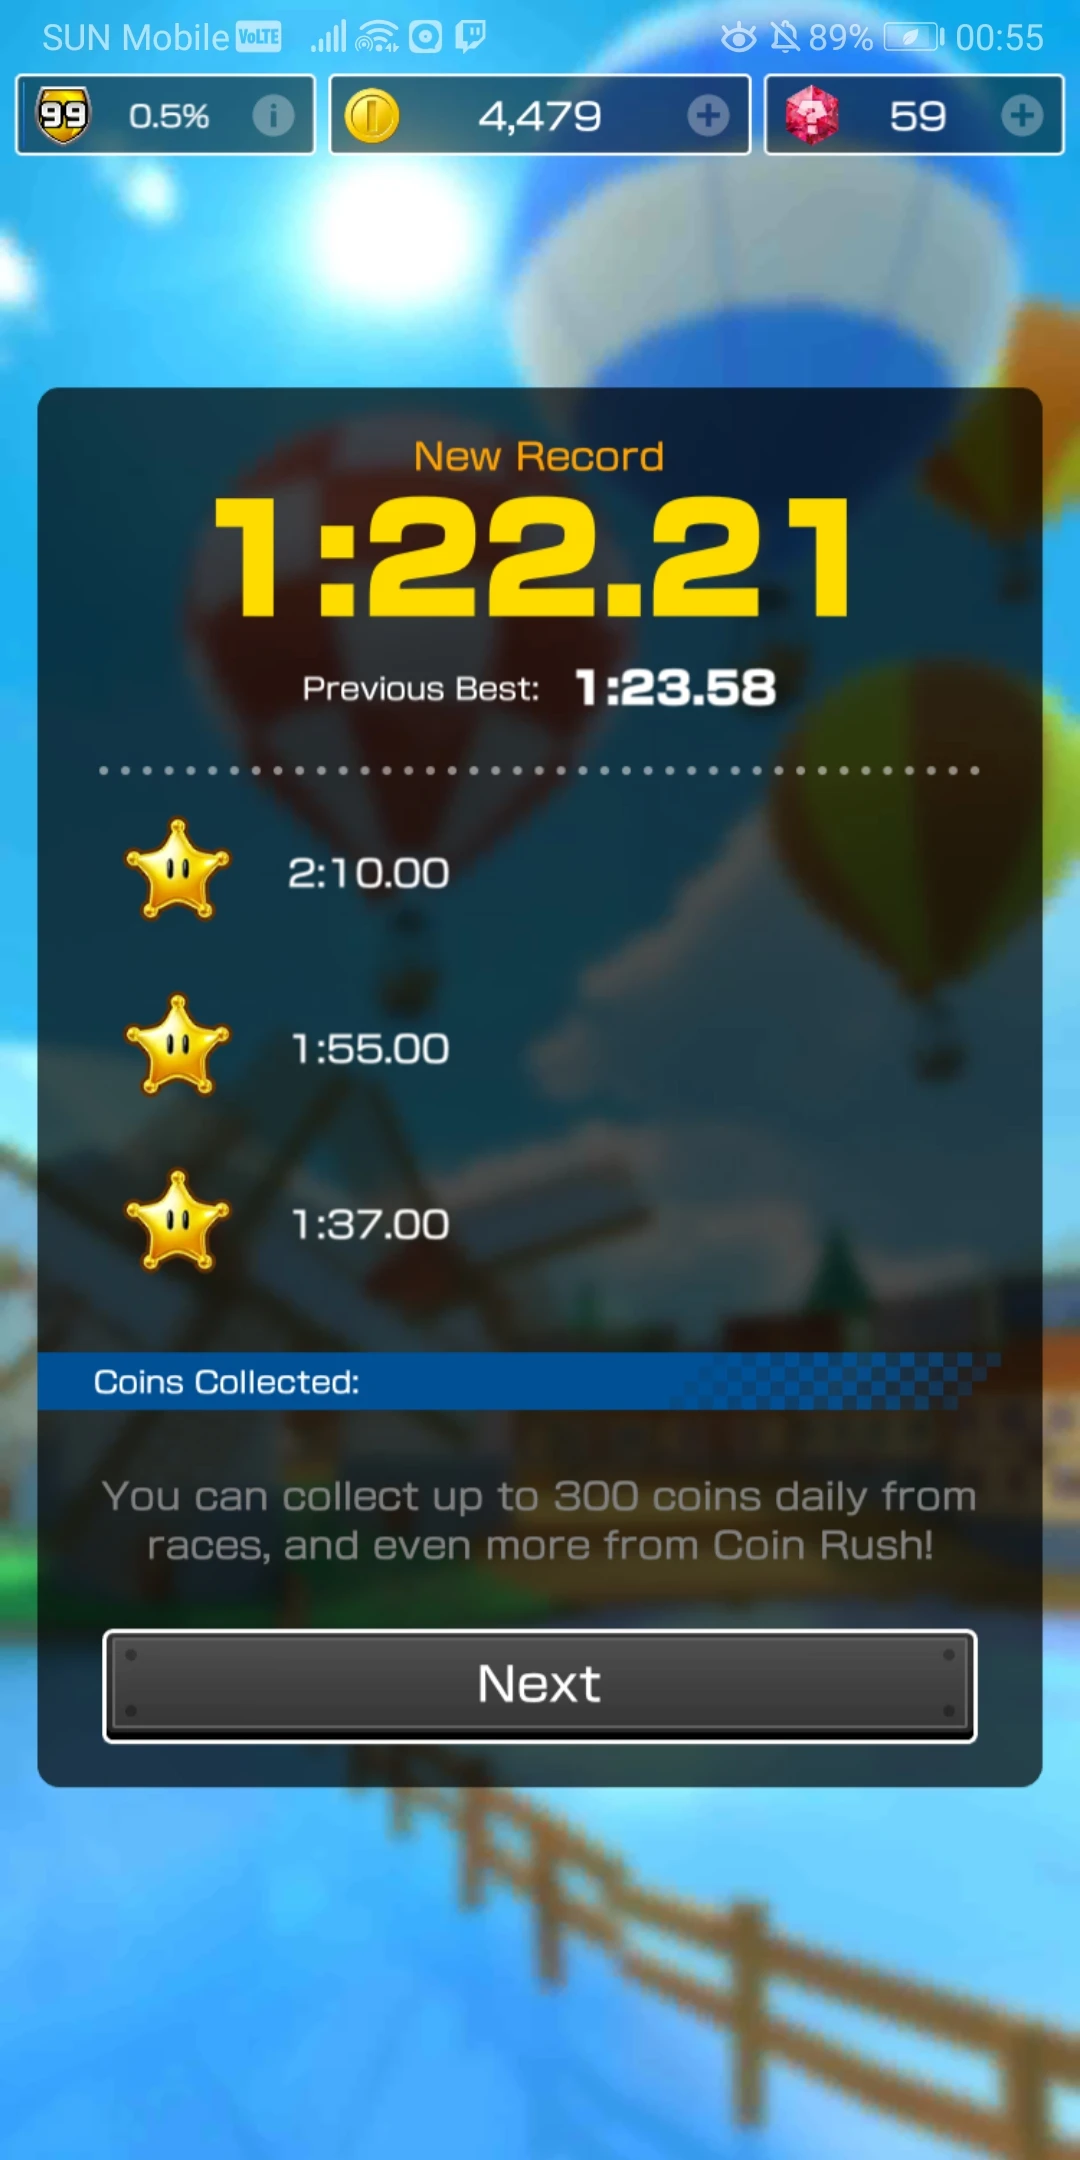 SUN Mobile VoLTE 89% 00:55
99 0.5% i 4,479 + ? 59 +
New Record
1:22.21
Previous Best: 1:23.58
2:10.00
1:55.00
1:37.00
Coins Collected:
You can collect up to 300 coins daily from
races, and even more from Coin Rush!
Next